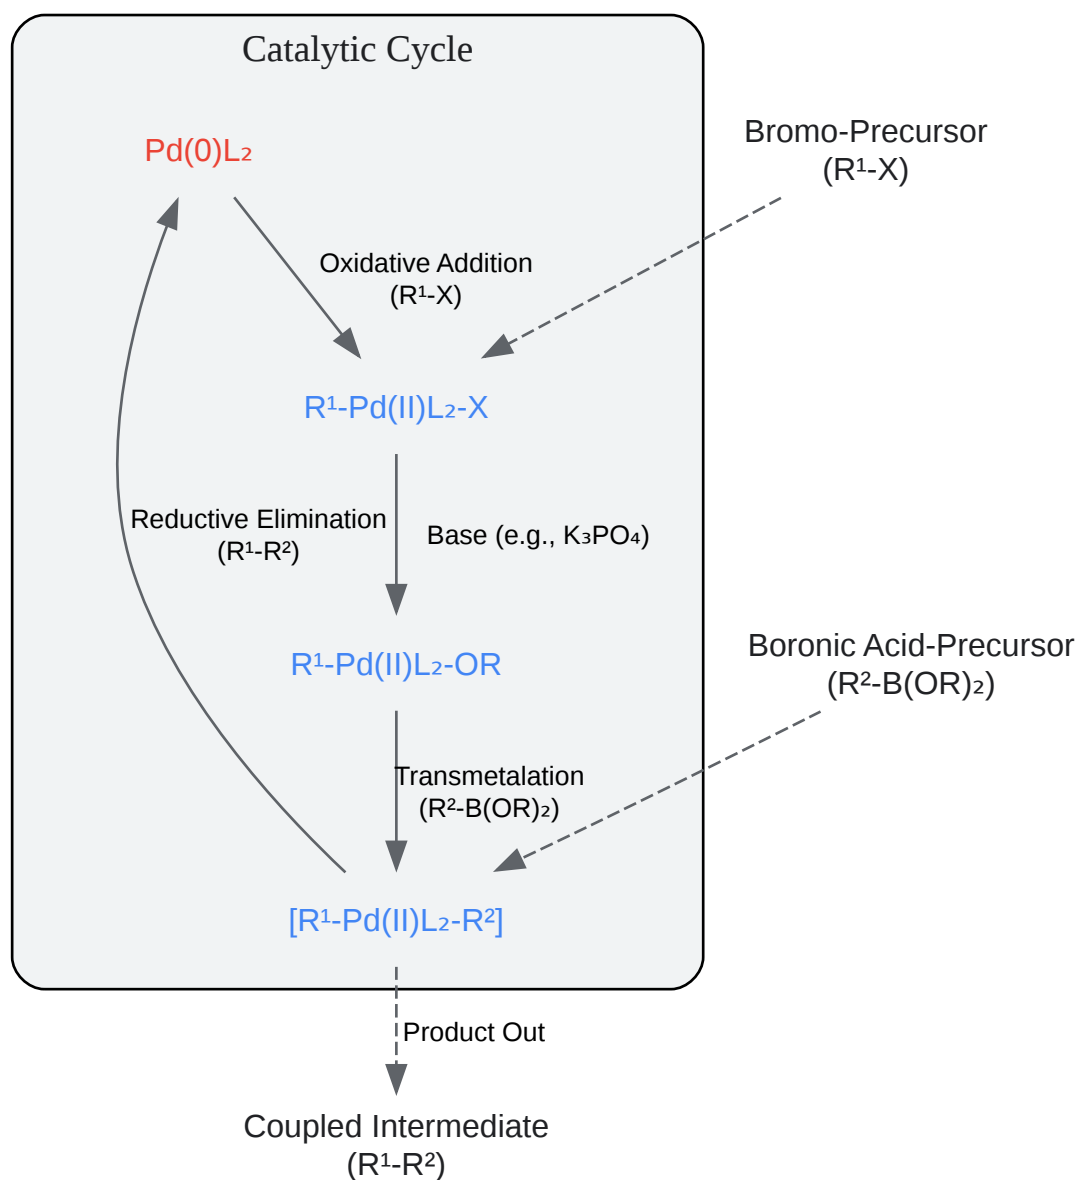 Catalytic Cycle
Pd(0)L₂
Bromo-Precursor
(R¹-X)
Oxidative Addition
(R¹-X)
R¹-Pd(II)L₂-X
Reductive Elimination
(R¹-R²)
Base (e.g., K₃PO₄)
R¹-Pd(II)L₂-OR
Boronic Acid-Precursor
(R²-B(OR)₂)
Transmetalation
(R²-B(OR)₂)
[R¹-Pd(II)L₂-R²]
Product Out
Coupled Intermediate
(R¹-R²)